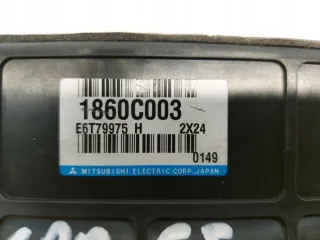 1860C003
E6T79975 H 2X24
0149
MITSUBISHI ELECTRIC CORP., JAPAN